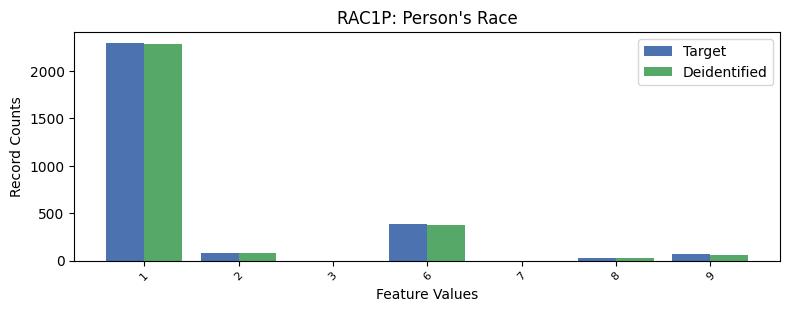 RAC1P: Person's Race
Target
Deidentified
Record Counts
2000
1500
1000
500
0
1 2 3 6 7 8 9
Feature Values